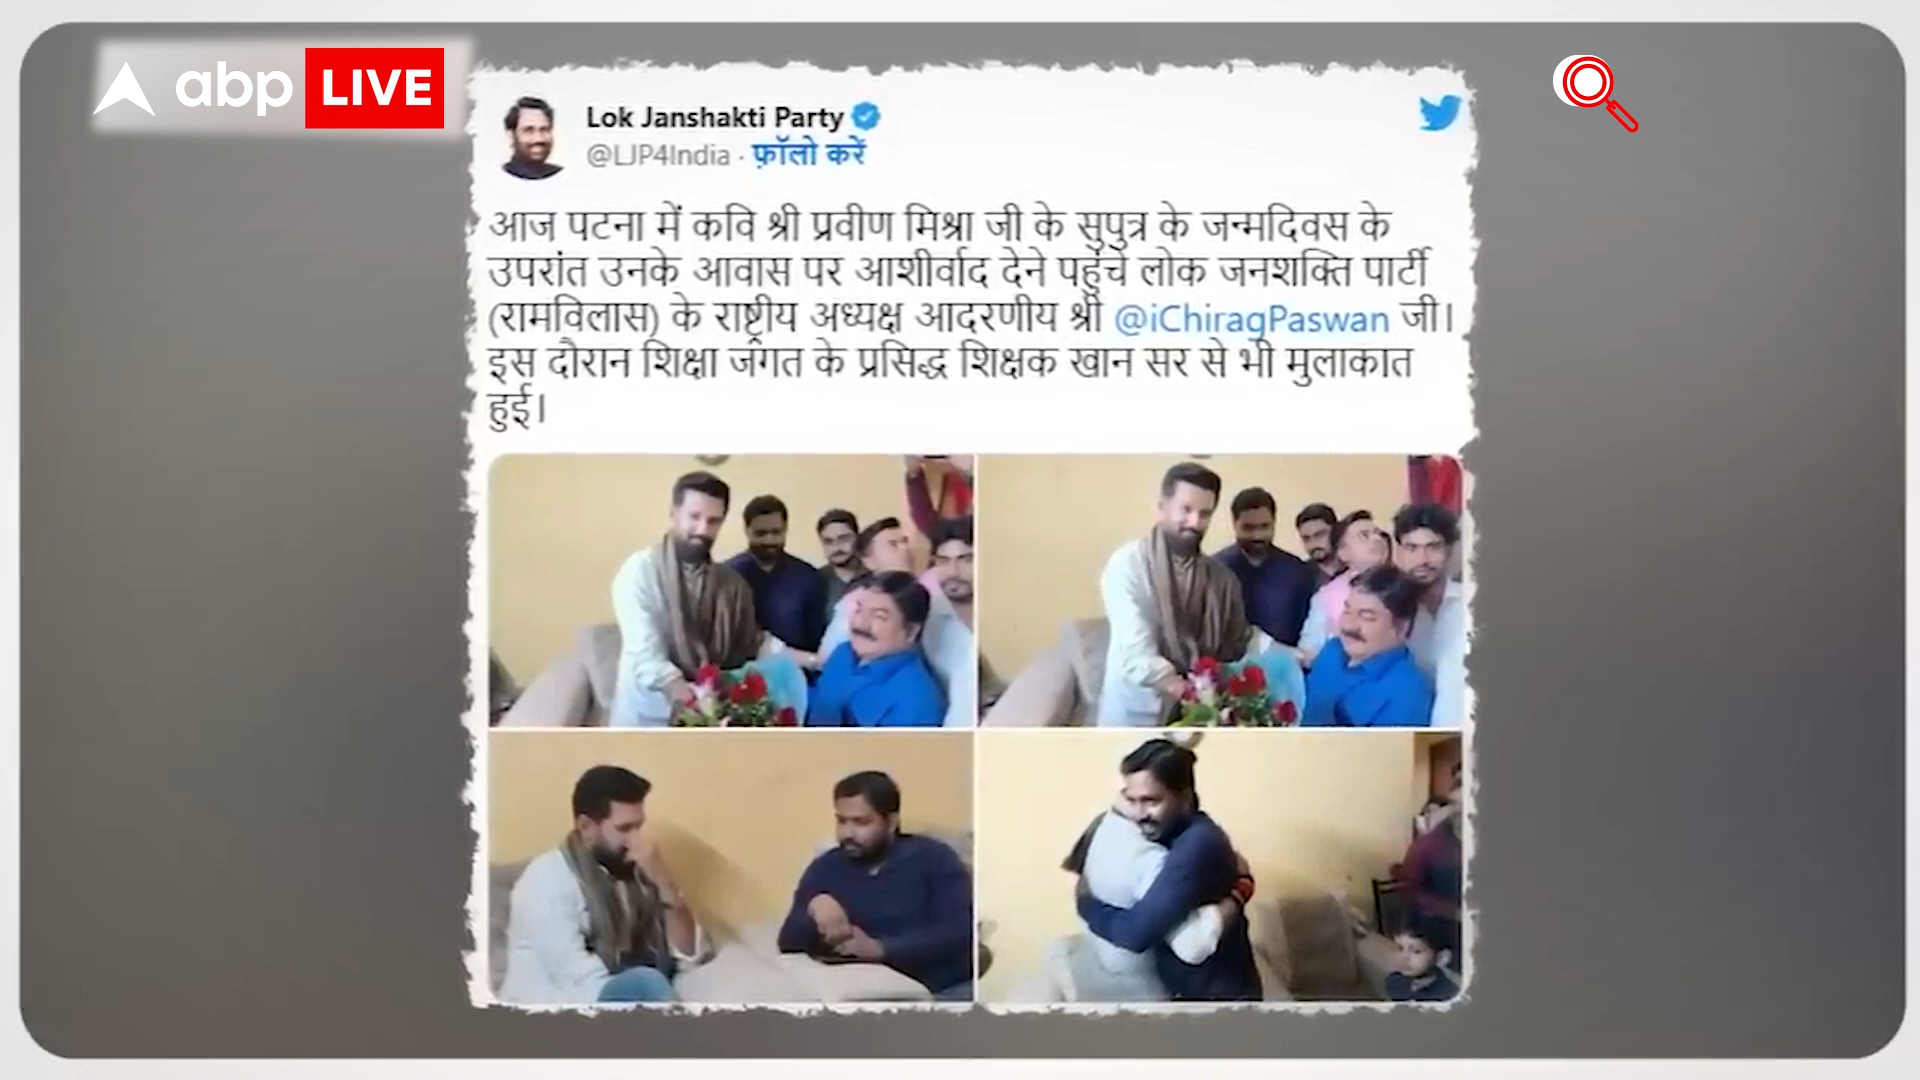 abp LIVE
Lok Janshakti Party
@LJP4India · फ़ॉलो करें
आज पटना में कवि श्री प्रवीण मिश्रा जी के सुपुत्र के जन्मदिवस के
उपरांत उनके आवास पर आशीर्वाद देने पहुंचे लोक जनशक्ति पार्टी
(रामविलास) के राष्ट्रीय अध्यक्ष आदरणीय श्री @iChiragPaswan जी।
इस दौरान शिक्षा जगत के प्रसिद्ध शिक्षक खान सर से भी मुलाकात
हुई।